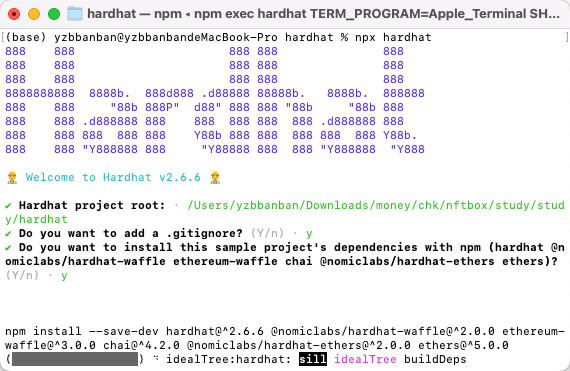 hardhat — npm ◂ npm exec hardhat TERM_PROGRAM=Apple_Terminal SH...
(base) yzbbanban@yzbbanbandeMacBook-Pro hardhat % npx hardhat
888    888                      888 888               888
888    888                      888 888               888
888    888                      888 888               888
8888888888  8888b.  888d888 .d88888 88888b.   8888b.  888888
888    888     "88b 888P"  d88" 888 888 "88b     "88b 888
888    888 .d888888 888    888  888 888  888 .d888888 888
888    888 888  888 888    Y88b 888 888  888 888  888 Y88b.
888    888 "Y888888 888     "Y88888 888  888 "Y888888  "Y888
👷 Welcome to Hardhat v2.6.6 👷
✔ Hardhat project root: · /Users/yzbbanban/Downloads/money/chk/nftbox/study/stud
y/hardhat
✔ Do you want to add a .gitignore? (Y/n) · y
✔ Do you want to install this sample project's dependencies with npm (hardhat @n
omiclabs/hardhat-waffle ethereum-waffle chai @nomiclabs/hardhat-ethers ethers)?
(Y/n) · y
npm install --save-dev hardhat@^2.6.6 @nomiclabs/hardhat-waffle@^2.0.0 ethereum-
waffle@^3.0.0 chai@^4.2.0 @nomiclabs/hardhat-ethers@^2.0.0 ethers@^5.0.0
(                  ) ⠙ idealTree:hardhat: sill idealTree buildDeps